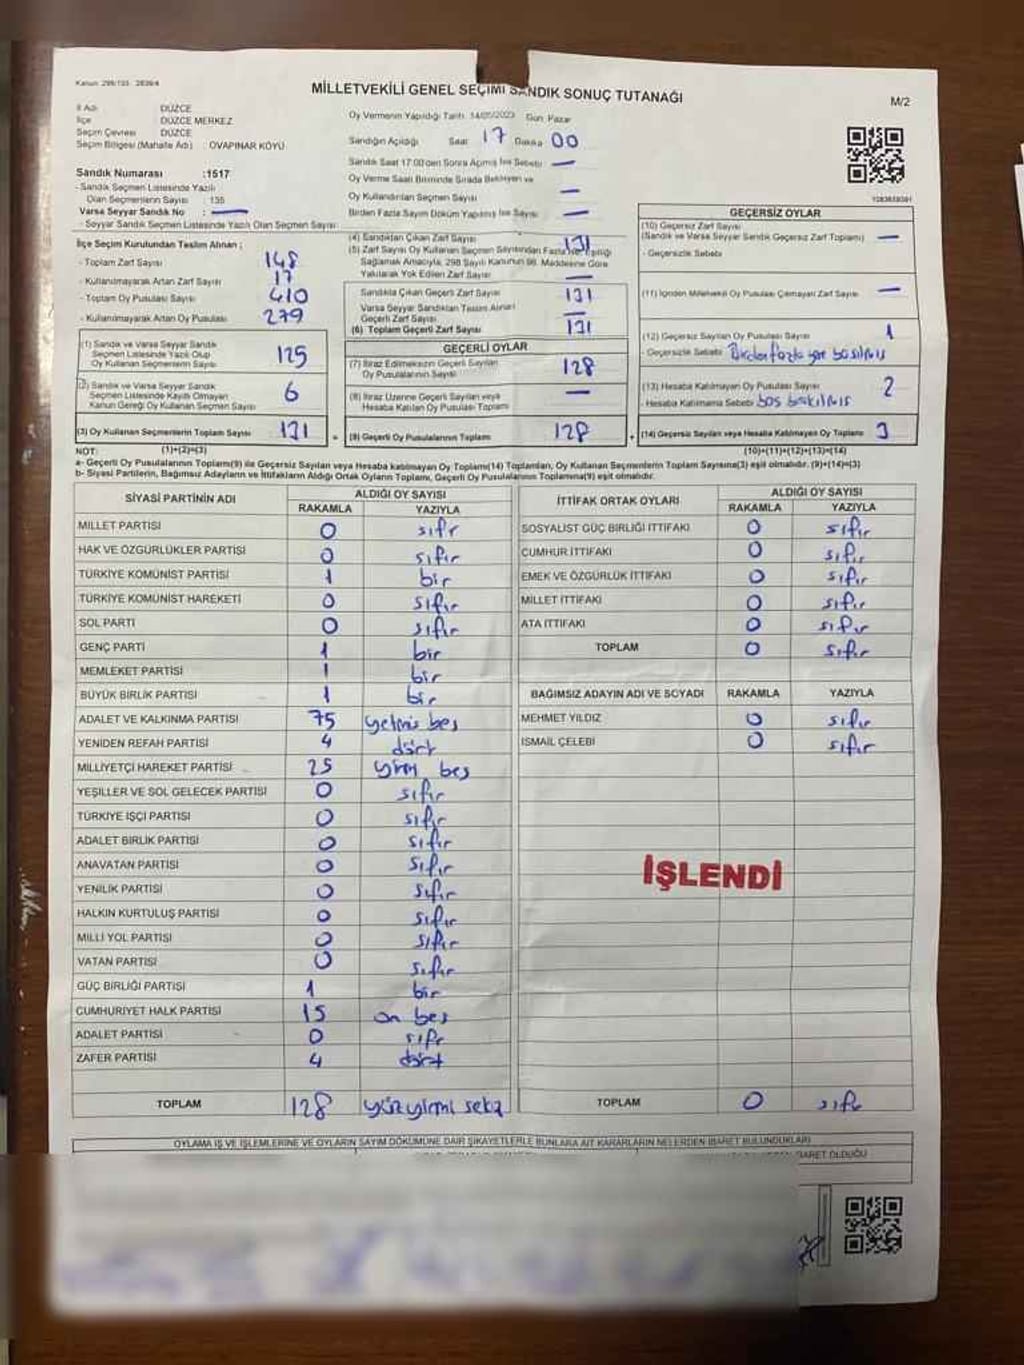 Kanun: 298/105 2839/4
MİLLETVEKİLİ GENEL SEÇİMİ SANDIK SONUÇ TUTANAĞI
M/2
İl Adı : DÜZCE
İlçe : DÜZCE MERKEZ
Seçim Çevresi : DÜZCE
Seçim Bölgesi (Mahalle Adı) : OVAPINAR KÖYÜ
Sandık Numarası :1517
- Sandık Seçmen Listesinde Yazılı
Olan Seçmenlerin Sayısı : 135
Varsa Seyyar Sandık No : —
- Seyyar Sandık Seçmen Listesinde Yazılı Olan Seçmen Sayısı:
Oy Vermenin Yapıldığı Tarih: 14/05/2023 Gün: Pazar
Sandığın Açıldığı Saat 17 Dakika 00
Sandık Saat 17:00'den Sonra Açılmış İse Sebebi —
Oy Verme Saati Bitiminde Sırada Bekleyen ve
Oy Kullandırılan Seçmen Sayısı —
Birden Fazla Sayım Döküm Yapılmış İse Sayısı —
İlçe Seçim Kurulundan Teslim Alınan :
- Toplam Zarf Sayısı 148
- Kullanılmayarak Artan Zarf Sayısı 17
- Toplam Oy Pusulası Sayısı 410
- Kullanılmayarak Artan Oy Pusulası 279
(1) Sandık ve Varsa Seyyar Sandık
Seçmen Listesinde Yazılı Olup
Oy Kullanan Seçmenlerin Sayısı 125
(2) Sandık ve Varsa Seyyar Sandık
Seçmen Listesinde Kayıtlı Olmayan
Kanun Gereği Oy Kullanan Seçmen Sayısı 6
(3) Oy Kullanan Seçmenlerin Toplam Sayısı 131
(1)+(2)=(3)
(4) Sandıktan Çıkan Zarf Sayısı 131
(5) Zarf Sayısı Oy Kullanan Seçmen Sayısından Fazla İse Eşitliği
Sağlamak Amacıyla, 298 Sayılı Kanunun 98. Maddesine Göre
Yakılarak Yok Edilen Zarf Sayısı —
Sandıkta Çıkan Geçerli Zarf Sayısı 131
Varsa Seyyar Sandıktan Teslim Alınan
Geçerli Zarf Sayısı —
(6) Toplam Geçerli Zarf Sayısı 131
GEÇERLİ OYLAR
(7) İtiraz Edilmeksizin Geçerli Sayılan
Oy Pusulalarının Sayısı 128
(8) İtiraz Üzerine Geçerli Sayılan veya
Hesaba Katılan Oy Pusulası Toplamı —
= (9) Geçerli Oy Pusulalarının Toplamı 128
1083659391
GEÇERSİZ OYLAR
(10) Geçersiz Zarf Sayısı
(Sandık ve Varsa Seyyar Sandık Geçersiz Zarf Toplamı) —
- Geçersizlik Sebebi
(11) İçinden Milletvekili Oy Pusulası Çıkmayan Zarf Sayısı —
(12) Geçersiz Sayılan Oy Pusulası Sayısı 1
- Geçersizlik Sebebi Birden fazla yere basılmış
(13) Hesaba Katılmayan Oy Pusulası Sayısı 2
- Hesaba Katılmama Sebebi boş bırakılmış
+ (14) Geçersiz Sayılan veya Hesaba Katılmayan Oy Toplamı 3
(10)+(11)+(12)+(13)=(14)
NOT:
a- Geçerli Oy Pusulalarının Toplamı(9) ile Geçersiz Sayılan veya Hesaba katılmayan Oy Toplamı(14) Toplamları, Oy Kullanan Seçmenlerin Toplam Sayısına(3) eşit olmalıdır. (9)+(14)=(3)
b- Siyasi Partilerin, Bağımsız Adayların ve İttifakların Aldığı Ortak Oyların Toplamı, Geçerli Oy Pusulalarının Toplamına(9) eşit olmalıdır.
SİYASİ PARTİNİN ADI ALDIĞI OY SAYISI
RAKAMLA YAZIYLA
MİLLET PARTİSİ 0 sıfır
HAK VE ÖZGÜRLÜKLER PARTİSİ 0 sıfır
TÜRKİYE KOMÜNİST PARTİSİ 1 bir
TÜRKİYE KOMÜNİST HAREKETİ 0 sıfır
SOL PARTİ 0 sıfır
GENÇ PARTİ 1 bir
MEMLEKET PARTİSİ 1 bir
BÜYÜK BİRLİK PARTİSİ 1 bir
ADALET VE KALKINMA PARTİSİ 75 yetmiş beş
YENİDEN REFAH PARTİSİ 4 dört
MİLLİYETÇİ HAREKET PARTİSİ 25 yirmi beş
YEŞİLLER VE SOL GELECEK PARTİSİ 0 sıfır
TÜRKİYE İŞÇİ PARTİSİ 0 sıfır
ADALET BİRLİK PARTİSİ 0 sıfır
ANAVATAN PARTİSİ 0 sıfır
YENİLİK PARTİSİ 0 sıfır
HALKIN KURTULUŞ PARTİSİ 0 sıfır
MİLLİ YOL PARTİSİ 0 sıfır
VATAN PARTİSİ 0 sıfır
GÜÇ BİRLİĞİ PARTİSİ 1 bir
CUMHURİYET HALK PARTİSİ 15 on beş
ADALET PARTİSİ 0 sıfır
ZAFER PARTİSİ 4 dört
TOPLAM 128 yüzyirmi sekiz
İTTİFAK ORTAK OYLARI ALDIĞI OY SAYISI
RAKAMLA YAZIYLA
SOSYALİST GÜÇ BİRLİĞİ İTTİFAKI 0 sıfır
CUMHUR İTTİFAKI 0 sıfır
EMEK VE ÖZGÜRLÜK İTTİFAKI 0 sıfır
MİLLET İTTİFAKI 0 sıfır
ATA İTTİFAKI 0 sıfır
TOPLAM 0 sıfır
BAĞIMSIZ ADAYIN ADI VE SOYADI RAKAMLA YAZIYLA
MEHMET YILDIZ 0 sıfır
İSMAİL ÇELEBİ 0 sıfır
İŞLENDİ
TOPLAM 0 sıfır
OYLAMA İŞ VE İŞLEMLERİNE VE OYLARIN SAYIM DÖKÜMÜNE DAİR ŞİKAYETLERLE BUNLARA AİT KARARLARIN NELERDEN İBARET BULUNDUKLARI
İBARET OLDUĞU